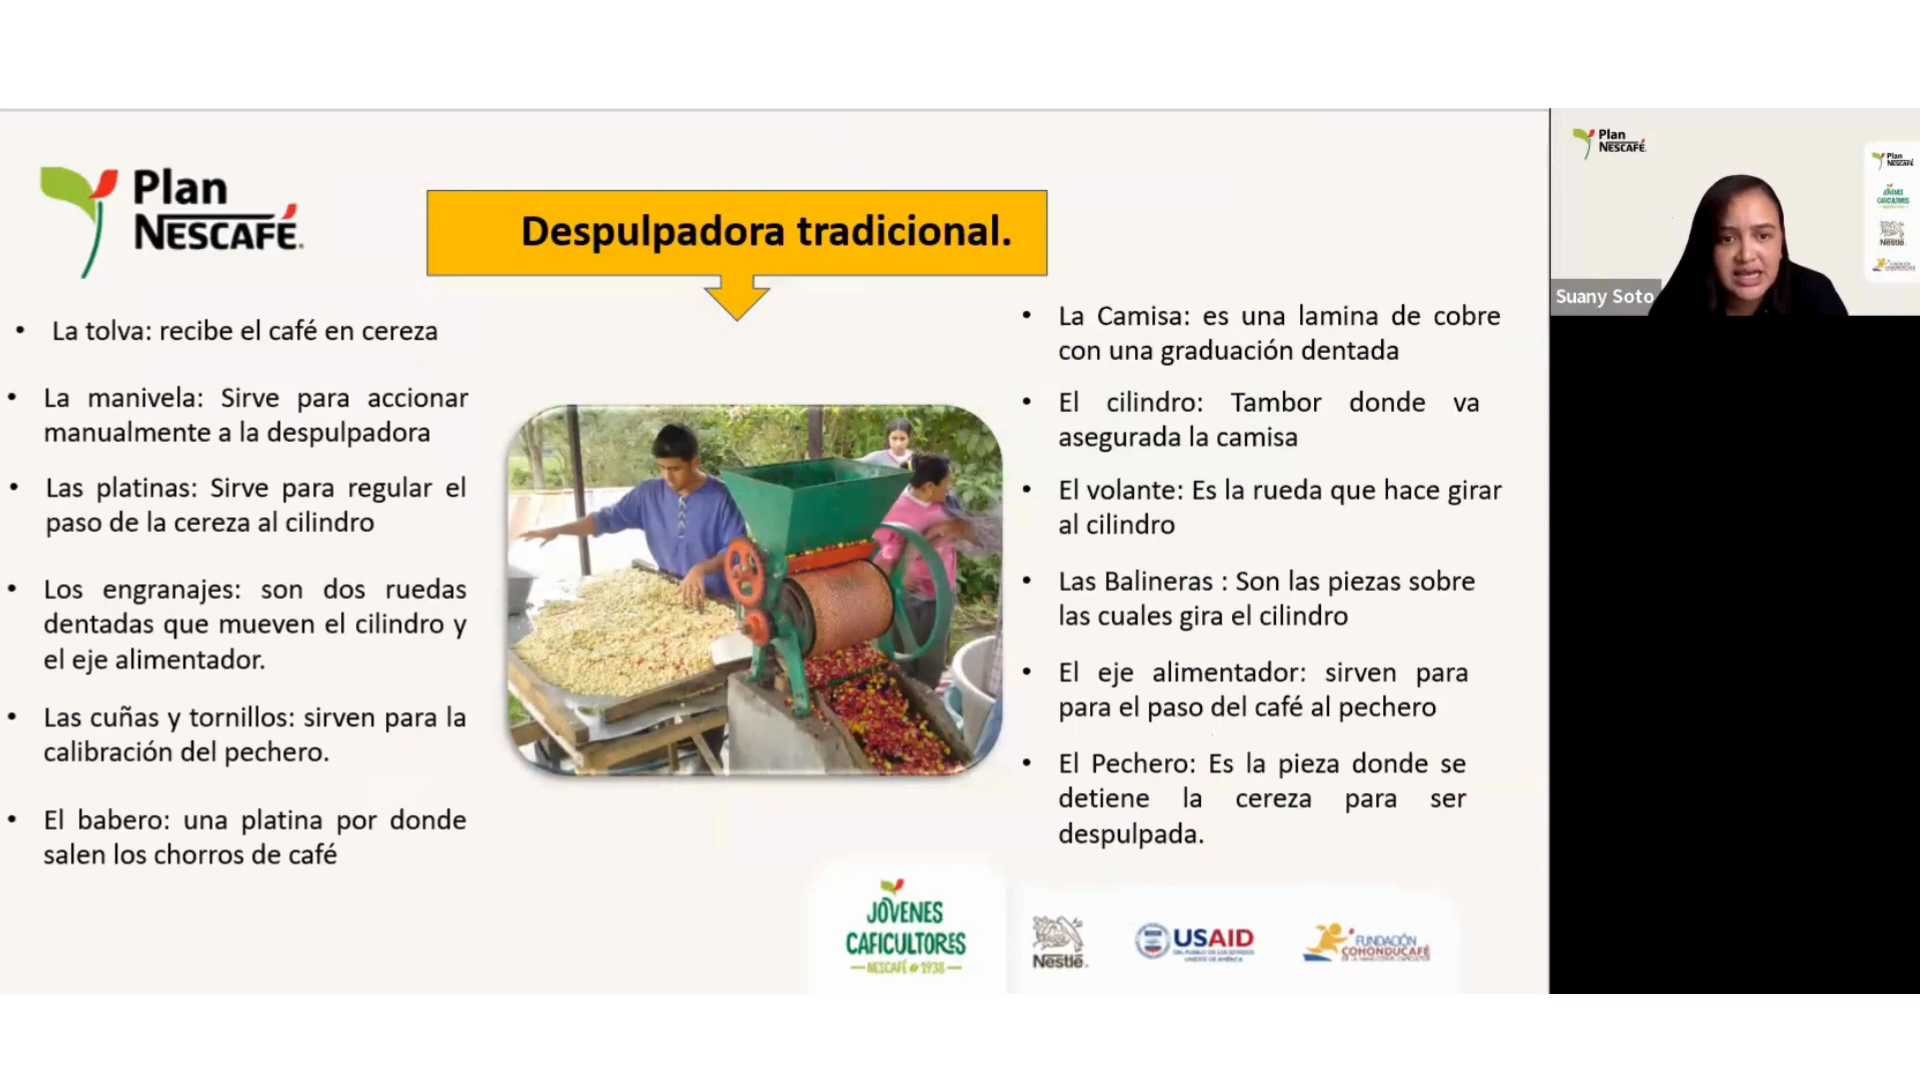 Plan
NESCAFÉ.
Despulpadora tradicional.
• La tolva: recibe el café en cereza
• La manivela: Sirve para accionar
manualmente a la despulpadora
• Las platinas: Sirve para regular el
paso de la cereza al cilindro
• Los engranajes: son dos ruedas
dentadas que mueven el cilindro y
el eje alimentador.
• Las cuñas y tornillos: sirven para la
calibración del pechero.
• El babero: una platina por donde
salen los chorros de café
• La Camisa: es una lamina de cobre
con una graduación dentada
• El cilindro: Tambor donde va
asegurada la camisa
• El volante: Es la rueda que hace girar
al cilindro
• Las Balineras : Son las piezas sobre
las cuales gira el cilindro
• El eje alimentador: sirven para
para el paso del café al pechero
• El Pechero: Es la pieza donde se
detiene la cereza para ser
despulpada.
JÓVENES
CAFICULTORES
NESCAFÉ 1938
Nestlé.
USAID
DEL PUEBLO DE LOS ESTADOS
UNIDOS DE AMÉRICA
FUNDACIÓN
COHONDUCAFÉ
Plan
NESCAFÉ.
Plan
NESCAFÉ.
JÓVENES
CAFICULTORES
Nestlé.
Suany Soto